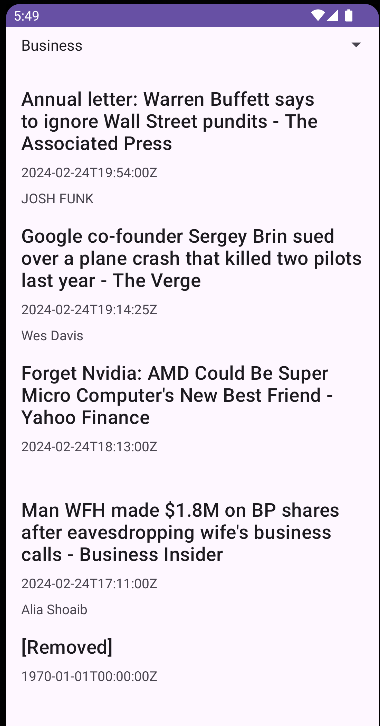 5:49
Business
Annual letter: Warren Buffett says
to ignore Wall Street pundits - The
Associated Press
2024-02-24T19:54:00Z
JOSH FUNK
Google co-founder Sergey Brin sued
over a plane crash that killed two pilots
last year - The Verge
2024-02-24T19:14:25Z
Wes Davis
Forget Nvidia: AMD Could Be Super
Micro Computer's New Best Friend -
Yahoo Finance
2024-02-24T18:13:00Z
Man WFH made $1.8M on BP shares
after eavesdropping wife's business
calls - Business Insider
2024-02-24T17:11:00Z
Alia Shoaib
[Removed]
1970-01-01T00:00:00Z